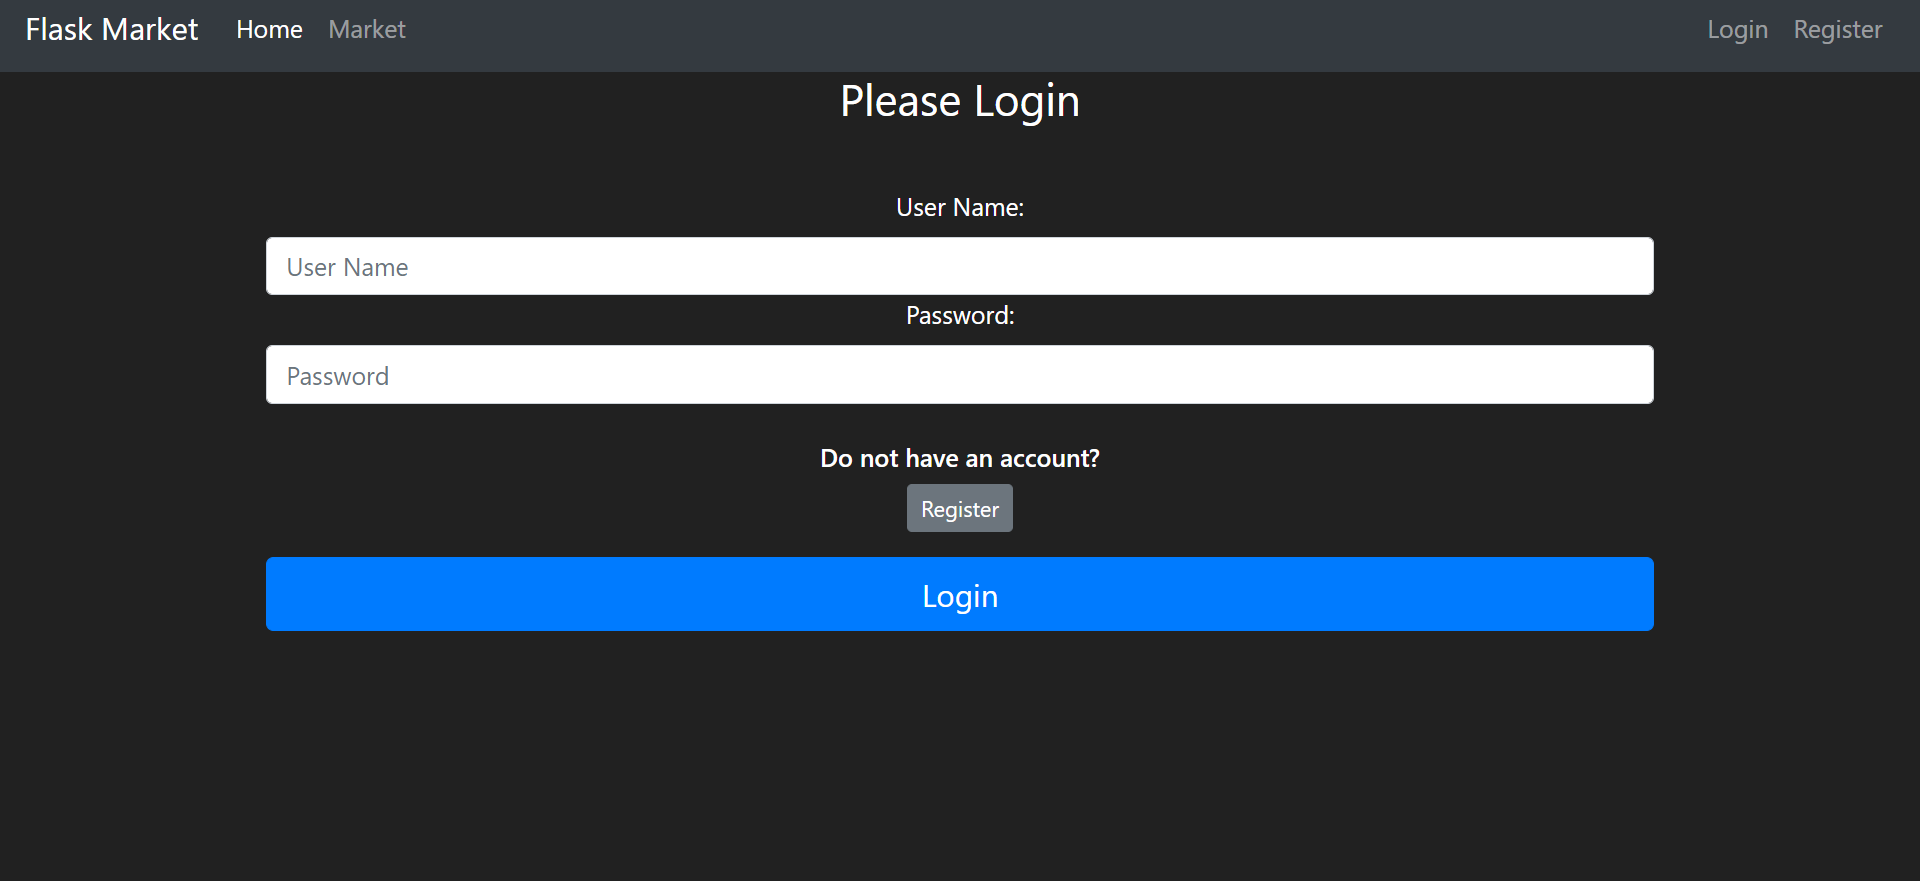 Flask Market Home Market Login Register
Please Login
User Name:
User Name
Password:
Password
Do not have an account?
Register
Login